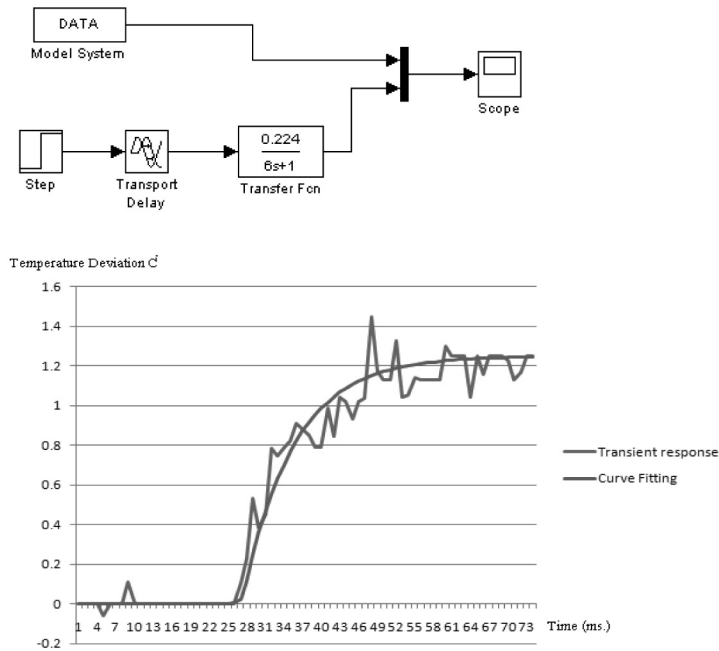 DATA
Model System
Scope
0.224
6s+1
Step
Transport
Delay
Transfer Fcn
Temperature Deviation C
1.6
1.4
1.2
1
0.8
0.6
0.4
0.2
0
-0.2
1 4 7 10 13 16 19 22 25 28 31 34 37 40 43 46 49 52 55 58 61 64 67 70 73
Time (ms.)
Transient response
Curve Fitting